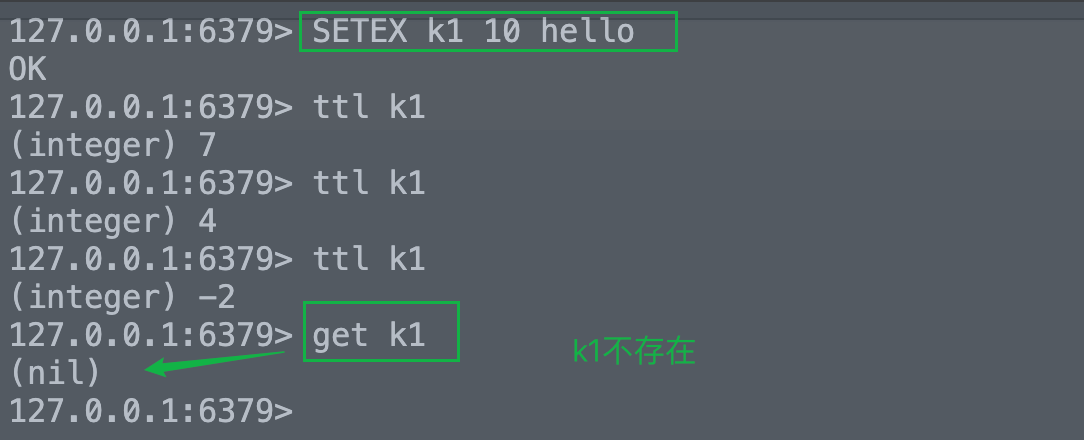 127.0.0.1:6379> SETEX k1 10 hello
OK
127.0.0.1:6379> ttl k1
(integer) 7
127.0.0.1:6379> ttl k1
(integer) 4
127.0.0.1:6379> ttl k1
(integer) -2
127.0.0.1:6379> get k1
k1不存在
(nil)
127.0.0.1:6379>